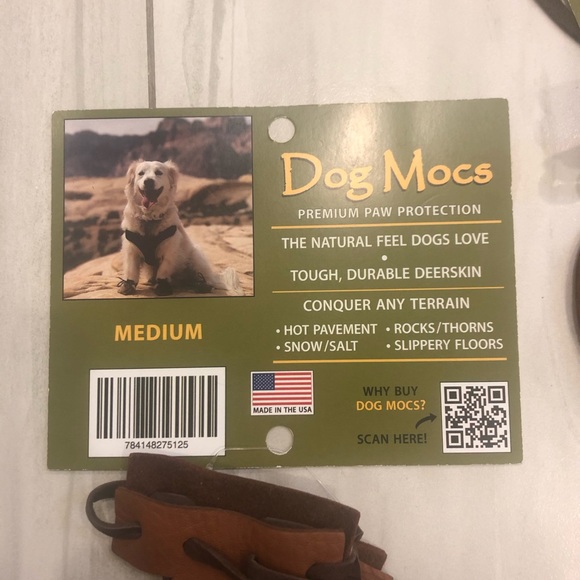 Dog Mocs
PREMIUM PAW PROTECTION
THE NATURAL FEEL DOGS LOVE
•
TOUGH, DURABLE DEERSKIN
CONQUER ANY TERRAIN
• HOT PAVEMENT • ROCKS/THORNS
• SNOW/SALT • SLIPPERY FLOORS
MEDIUM
784148275125
MADE IN THE USA
WHY BUY
DOG MOCS?
SCAN HERE!